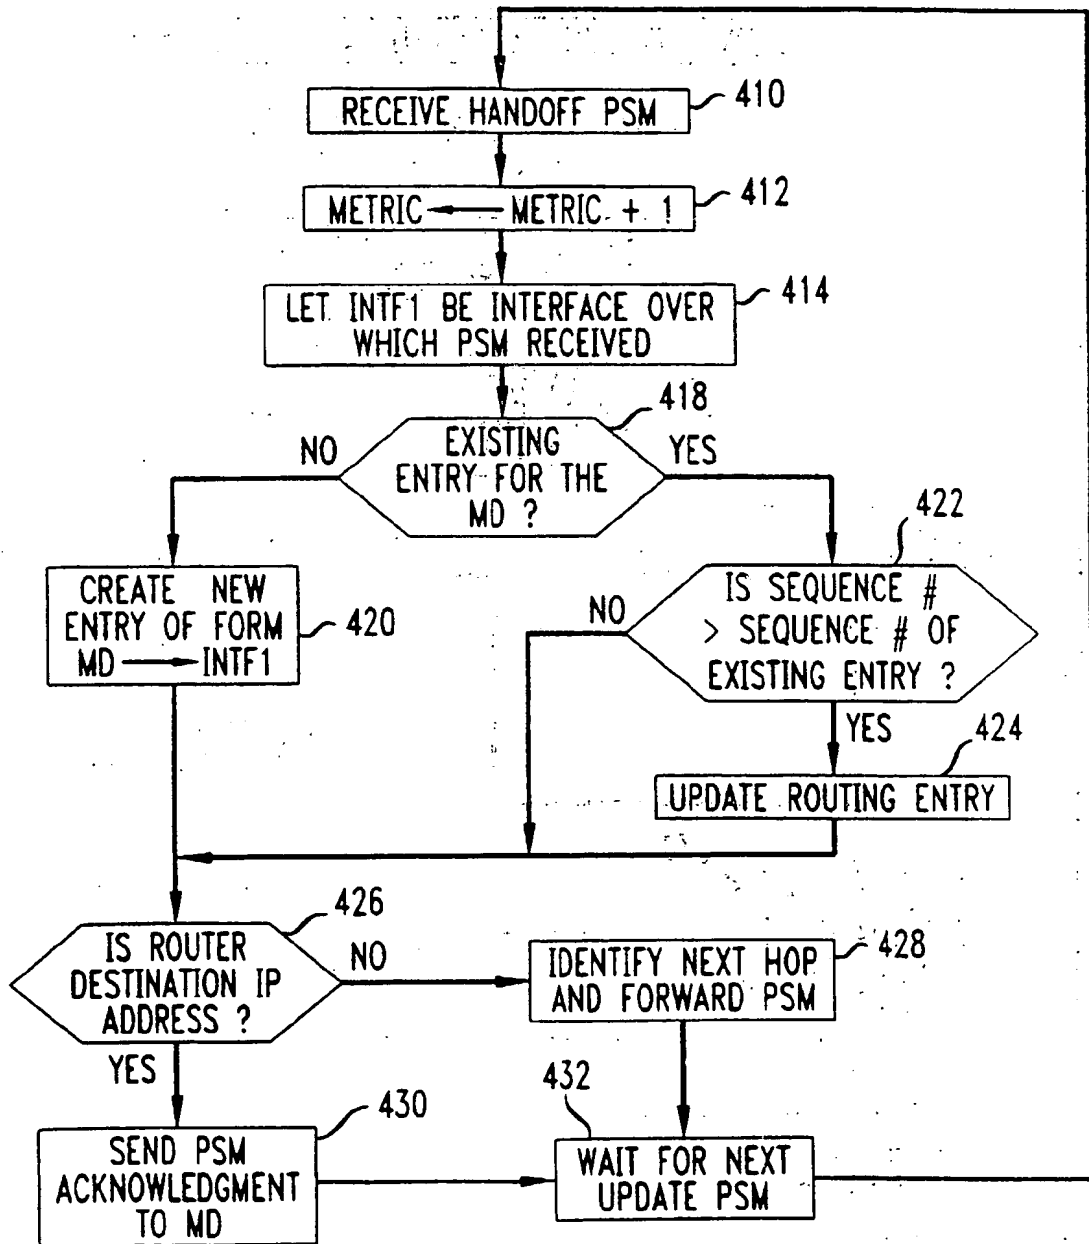 RECEIVE HANDOFF PSM
410
METRIC ← METRIC + 1
412
LET INTF1 BE INTERFACE OVER
WHICH PSM RECEIVED
414
418
NO
EXISTING
ENTRY FOR THE
MD ?
YES
422
CREATE NEW
ENTRY OF FORM
MD → INTF1
420
NO
IS SEQUENCE #
> SEQUENCE # OF
EXISTING ENTRY ?
YES
424
UPDATE ROUTING ENTRY
426
IS ROUTER
DESTINATION IP
ADDRESS ?
NO
IDENTIFY NEXT HOP
AND FORWARD PSM
428
YES
430
SEND PSM
ACKNOWLEDGMENT
TO MD
432
WAIT FOR NEXT
UPDATE PSM